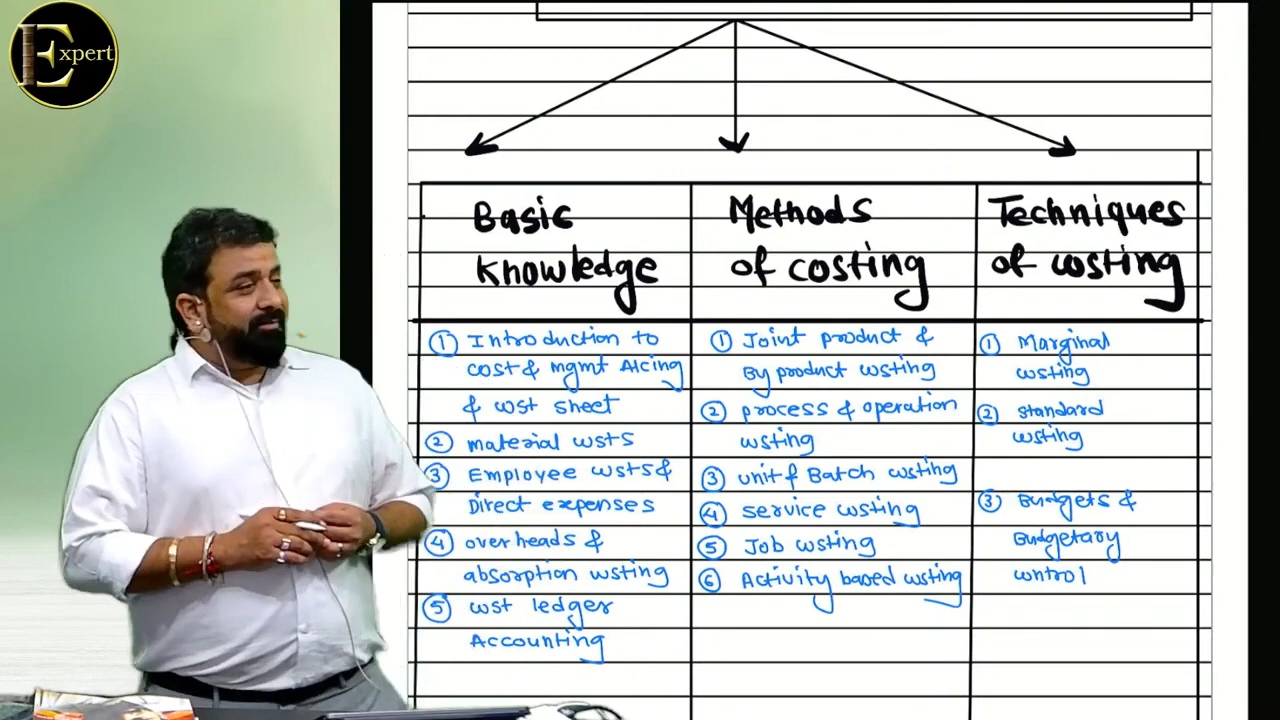 Expert
Basic
Knowledge
Methods
of costing
Techniques
of costing
① Introduction to
cost & mgmt A/cing
& cost sheet
② material costs
③ Employee costs &
Direct expenses
④ overheads &
absorption costing
⑤ cost ledger
Accounting
① Joint product &
By product costing
② process & operation
costing
③ unit & Batch costing
④ service costing
⑤ Job costing
⑥ Activity based costing
① Marginal
costing
② standard
costing
③ Budgets &
Budgetary
control